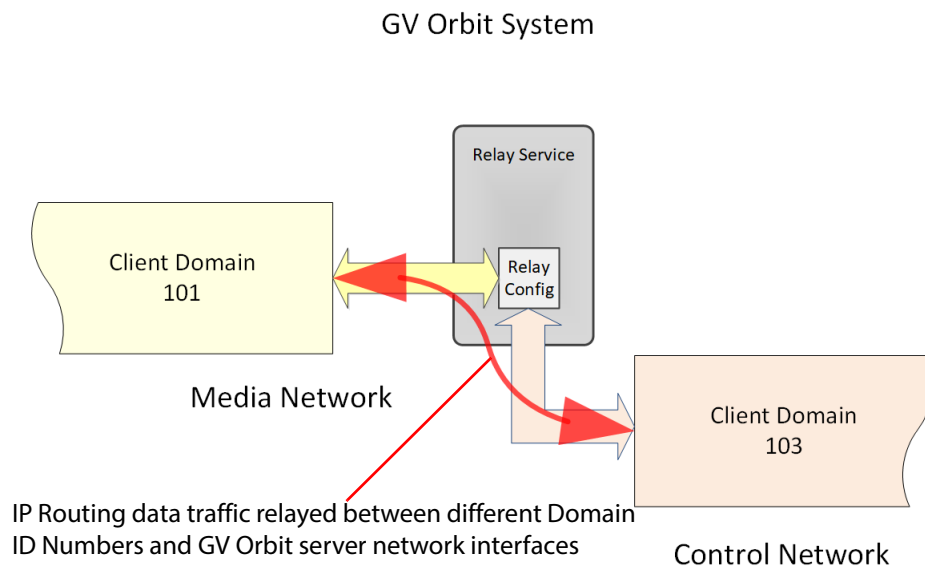 GV Orbit System
Relay Service
Relay
Config
Client Domain
101
Media Network
Client Domain
103
IP Routing data traffic relayed between different Domain
ID Numbers and GV Orbit server network interfaces
Control Network